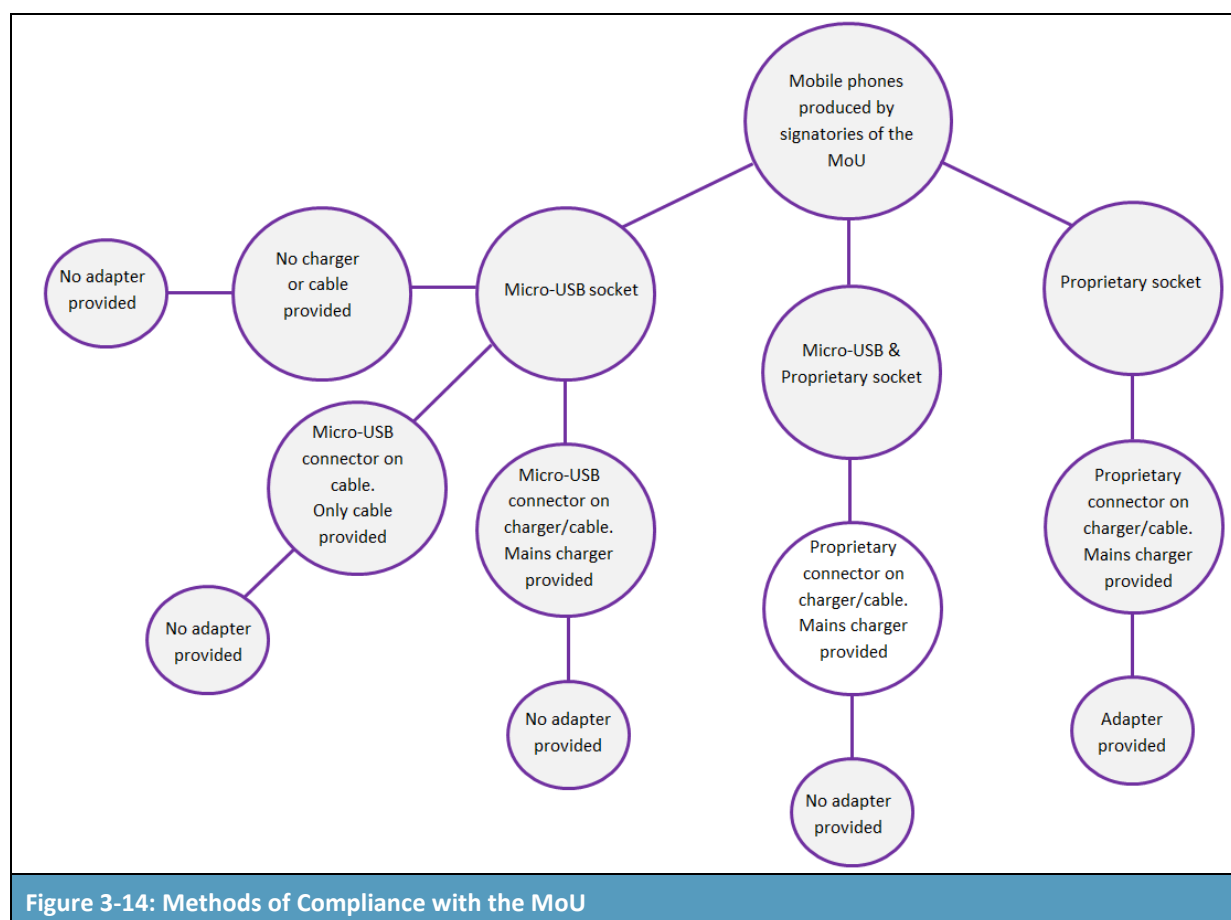 Mobile phones
produced by
signatories of the
MoU
No adapter
provided
No charger
or cable
provided
Micro-USB socket
Proprietary socket
Micro-USB &
Proprietary socket
Micro-USB
connector on
cable.
Only cable
provided
Micro-USB
connector on
charger/cable.
Mains charger
provided
Proprietary
connector on
charger/cable.
Mains charger
provided
Proprietary
connector on
charger/cable.
Mains charger
provided
No adapter
provided
No adapter
provided
No adapter
provided
Adapter
provided
Figure 3-14: Methods of Compliance with the MoU